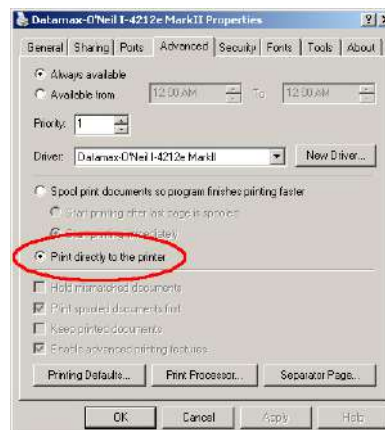 Datamax-O'Neil I-4212e MarkII Properties
General Sharing Ports Advanced Security Fonts Tools About
Always available
Available from 12:00 AM To 12:00 AM
Priority: 1
Driver: Datamax-O'Neil I-4212e MarkII New Driver...
Spool print documents so program finishes printing faster
Start printing after last page is spooled
Start printing immediately
Print directly to the printer
Hold mismatched documents
Print spooled documents first
Keep printed documents
Enable advanced printing features
Printing Defaults... Print Processor... Separator Page...
OK Cancel Apply Help